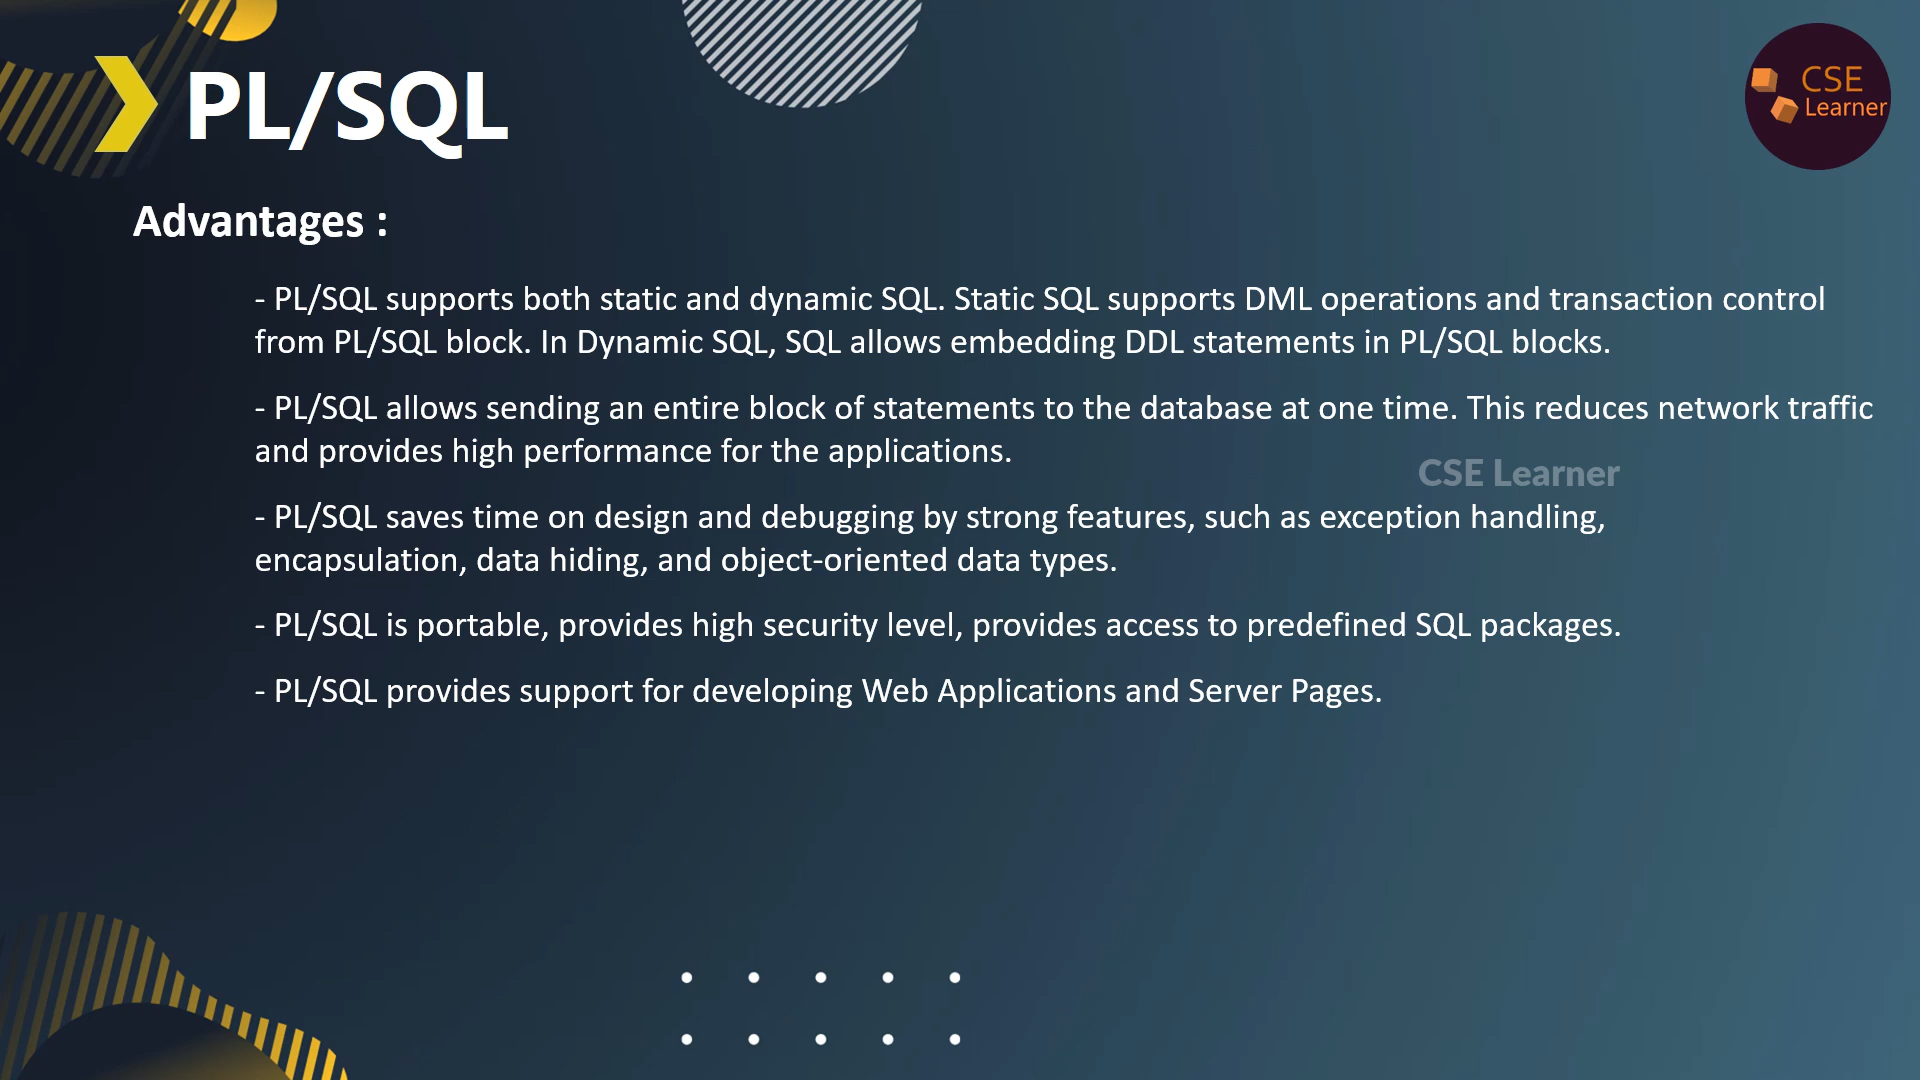 PL/SQL
CSE
Learner
Advantages :
- PL/SQL supports both static and dynamic SQL. Static SQL supports DML operations and transaction control
from PL/SQL block. In Dynamic SQL, SQL allows embedding DDL statements in PL/SQL blocks.
- PL/SQL allows sending an entire block of statements to the database at one time. This reduces network traffic
and provides high performance for the applications.
CSE Learner
- PL/SQL saves time on design and debugging by strong features, such as exception handling,
encapsulation, data hiding, and object-oriented data types.
- PL/SQL is portable, provides high security level, provides access to predefined SQL packages.
- PL/SQL provides support for developing Web Applications and Server Pages.